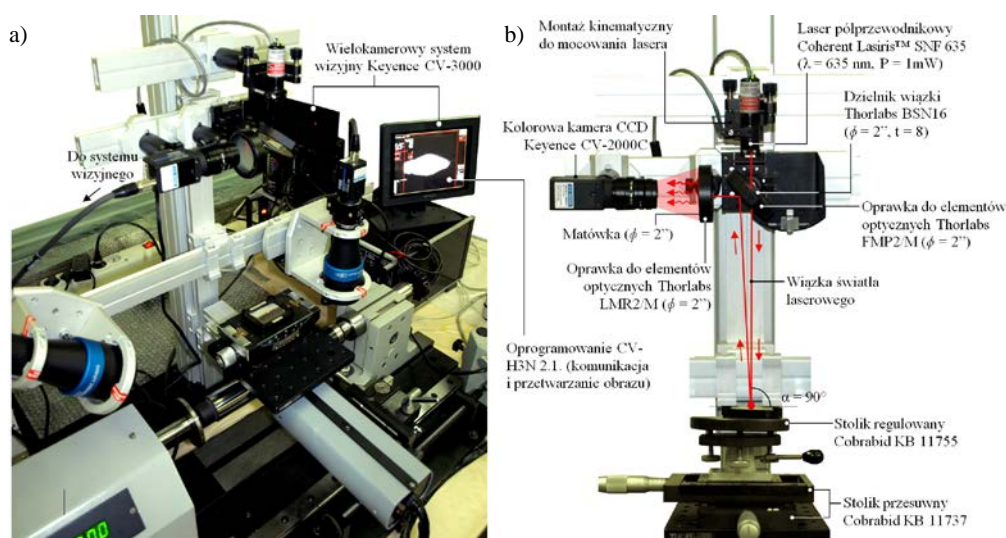 a)
Wielokamerowy system
wizyjny Keyence CV-3000
Do systemu
wizyjnego
Oprogramowanie CV-
H3N 2.1. (komunikacja
i przetwarzanie obrazu)
b)
Montaż kinematyczny
do mocowania lasera
Laser półprzewodnikowy
Coherent Lasiris™ SNF 635
(λ = 635 nm, P = 1mW)
Dzielnik wiązki
Thorlabs BSN16
(ϕ = 2”, t = 8)
Kolorowa kamera CCD
Keyence CV-2000C
Matówka (ϕ = 2”)
Oprawka do elementów
optycznych Thorlabs
FMP2/M (ϕ = 2”)
Oprawka do elementów
optycznych Thorlabs
LMR2/M (ϕ = 2”)
Wiązka światła
laserowego
α = 90°
Stolik regulowany
Cobrabid KB 11755
Stolik przesuwny
Cobrabid KB 11737